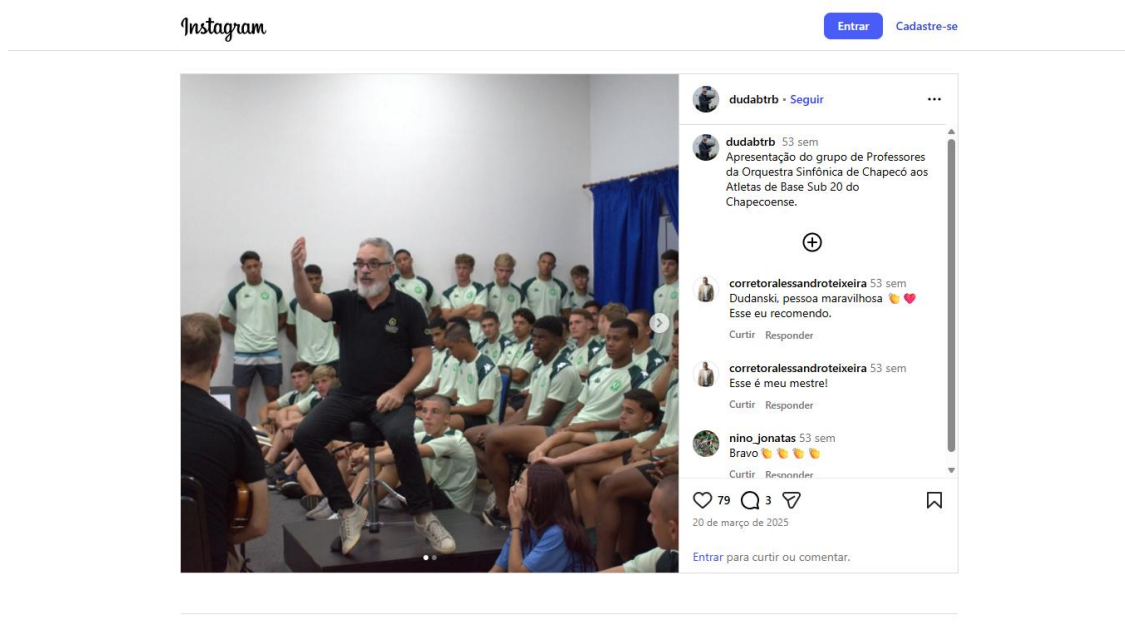 Instagram
Entrar
Cadastre-se
dudabtrb • Seguir
dudabtrb 53 sem
Apresentação do grupo de Professores
da Orquestra Sinfônica de Chapecó aos
Atletas de Base Sub 20 do
Chapecoense.
corretoralessandroteixeira 53 sem
Dudanski, pessoa maravilhosa 👏❤️
Esse eu recomendo.
Curtir Responder
corretoralessandroteixeira 53 sem
Esse é meu mestre!
Curtir Responder
nino_jonatas 53 sem
Bravo👏👏👏👏
Curtir Responder
79 3
20 de março de 2025
Entrar para curtir ou comentar.